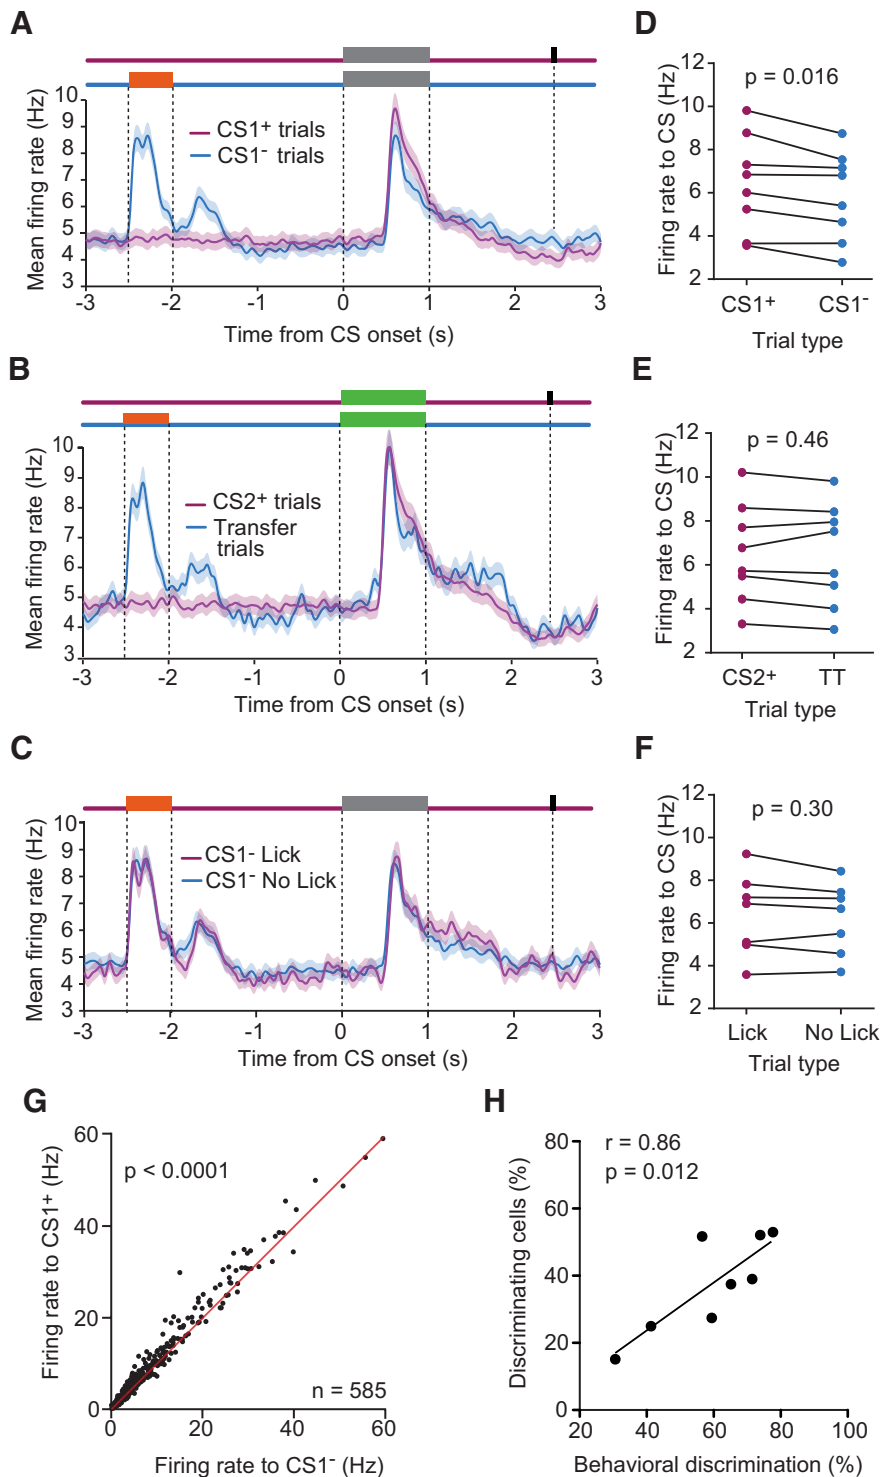 A
Mean firing rate (Hz)
10
9
8
7
6
5
4
3
CS1+ trials
CS1- trials
-3 -2 -1 0 1 2 3
Time from CS onset (s)
D
Firing rate to CS (Hz)
12
10
8
6
4
2
p = 0.016
CS1+ CS1-
Trial type
B
Mean firing rate (Hz)
10
9
8
7
6
5
4
3
CS2+ trials
Transfer
trials
-3 -2 -1 0 1 2 3
Time from CS onset (s)
E
Firing rate to CS (Hz)
12
10
8
6
4
2
p = 0.46
CS2+ TT
Trial type
C
Mean firing rate (Hz)
10
9
8
7
6
5
4
3
CS1- Lick
CS1- No Lick
-3 -2 -1 0 1 2 3
Time from CS onset (s)
F
Firing rate to CS (Hz)
12
10
8
6
4
2
p = 0.30
Lick No Lick
Trial type
G
Firing rate to CS1+ (Hz)
60
40
20
0
p < 0.0001
n = 585
0 20 40 60
Firing rate to CS1- (Hz)
H
Discriminating cells (%)
80
60
40
20
0
r = 0.86
p = 0.012
20 40 60 80 100
Behavioral discrimination (%)